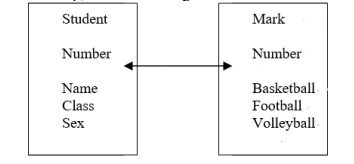 Student
Number
Name
Class
Sex
Mark
Number
Basketball
Football
Volleyball